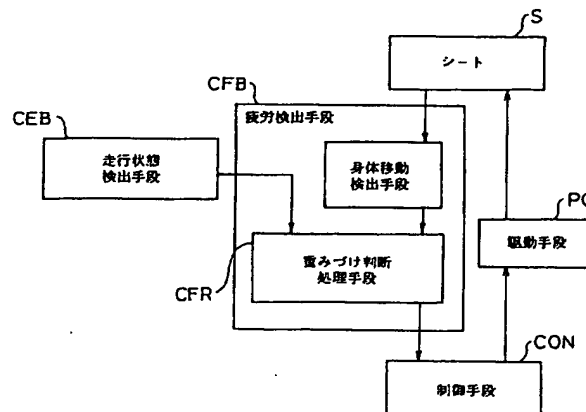 S
シート
CFB
疲労検出手段
CEB
走行状態
検出手段
身体移動
検出手段
PO
駆動手段
重みづけ判断
処理手段
CFR
CON
制御手段